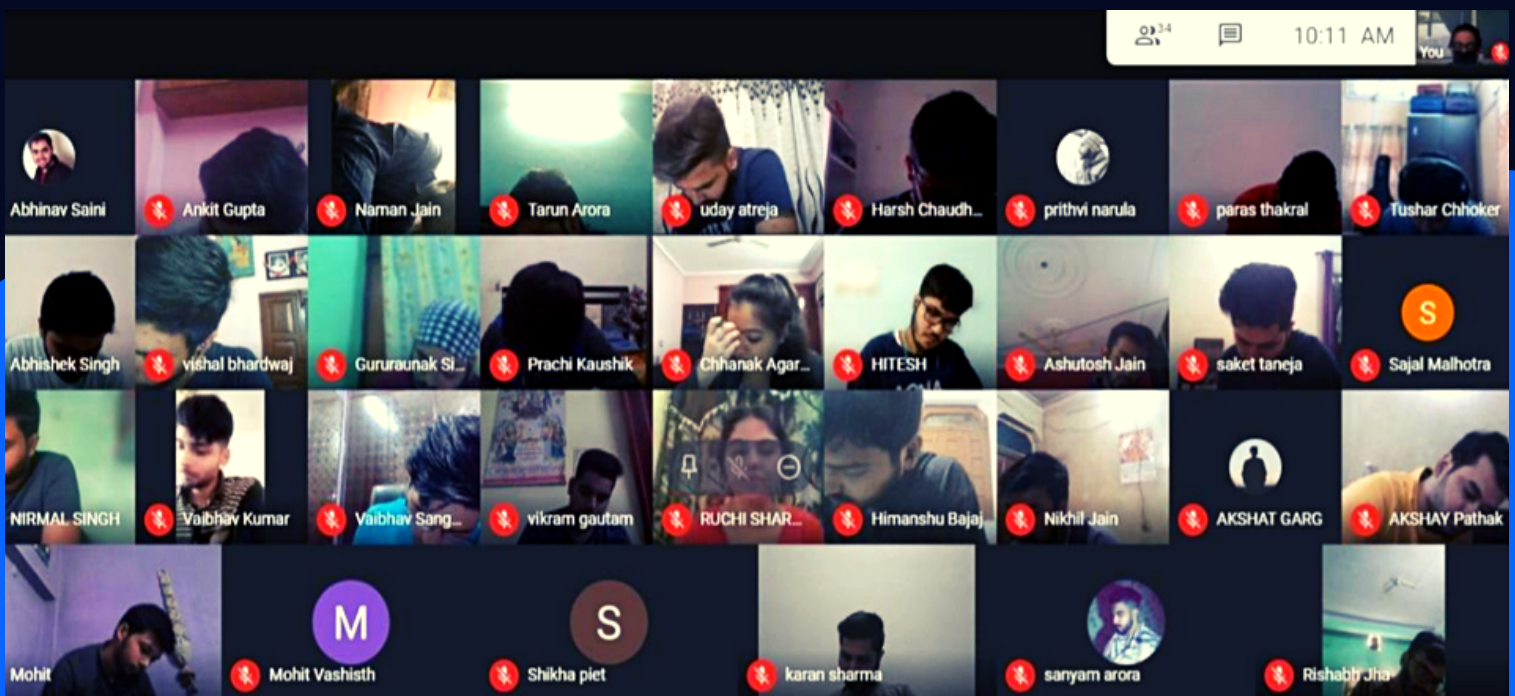 34
10:11 AM
You
Abhinav Saini
Ankit Gupta
Naman Jain
Tarun Arora
uday atreja
Harsh Chaudh...
prithvi narula
paras thakral
Tushar Chhoker
Abhishek Singh
vishal bhardwaj
Gururaunak Si...
Prachi Kaushik
Chhanak Agar...
HITESH
Ashutosh Jain
saket taneja
S
Sajal Malhotra
NIRMAL SINGH
Vaibhav Kumar
Vaibhav Sang...
vikram gautam
RUCHI SHAR...
Himanshu Bajaj
Nikhil Jain
AKSHAT GARG
AKSHAY Pathak
Mohit
M
Mohit Vashisth
S
Shikha piet
karan sharma
sanyam arora
Rishabh Jha